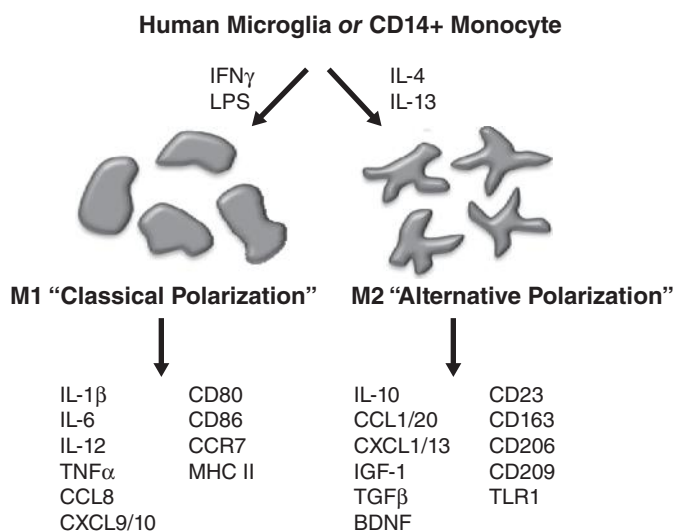 Human Microglia or CD14+ Monocyte
IFNγ
LPS
IL-4
IL-13
M1 “Classical Polarization”
M2 “Alternative Polarization”
IL-1β
IL-6
IL-12
TNFα
CCL8
CXCL9/10
CD80
CD86
CCR7
MHC II
IL-10
CCL1/20
CXCL1/13
IGF-1
TGFβ
BDNF
CD23
CD163
CD206
CD209
TLR1